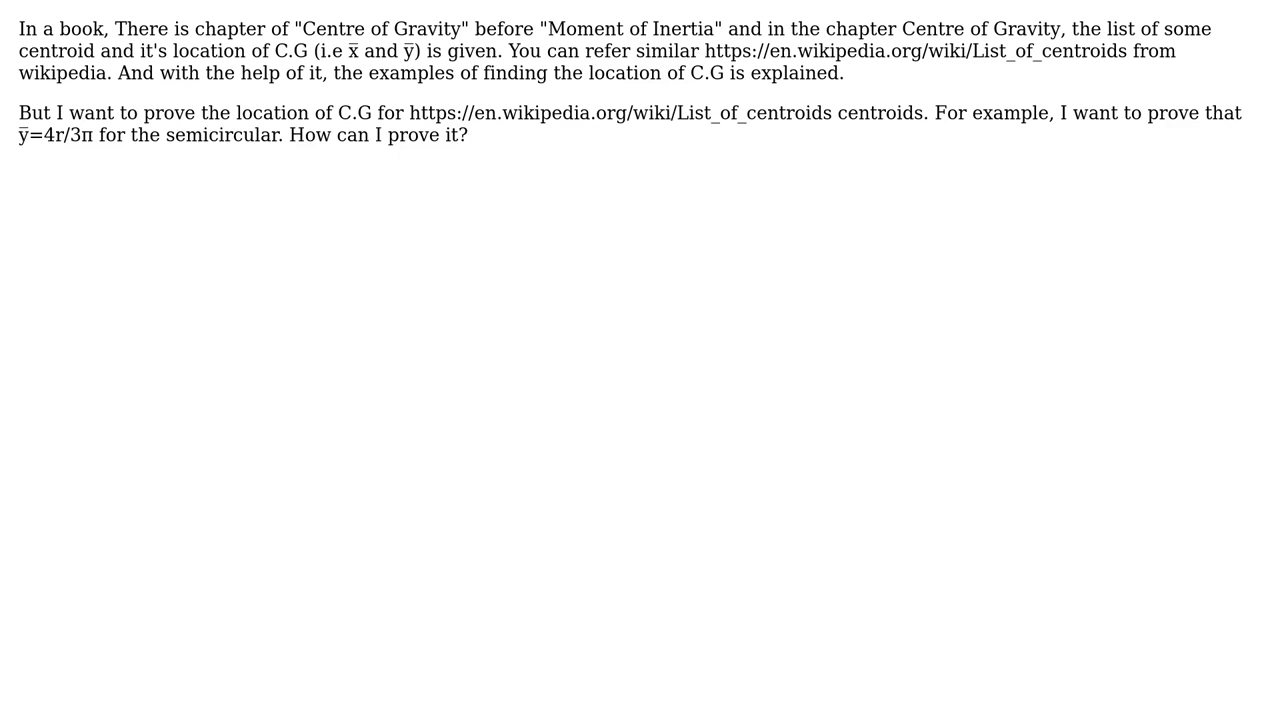 In a book, There is chapter of "Centre of Gravity" before "Moment of Inertia" and in the chapter Centre of Gravity, the list of some
centroid and it's location of C.G (i.e x̅ and y̅) is given. You can refer similar https://en.wikipedia.org/wiki/List_of_centroids from
wikipedia. And with the help of it, the examples of finding the location of C.G is explained.
But I want to prove the location of C.G for https://en.wikipedia.org/wiki/List_of_centroids centroids. For example, I want to prove that
y̅=4r/3π for the semicircular. How can I prove it?